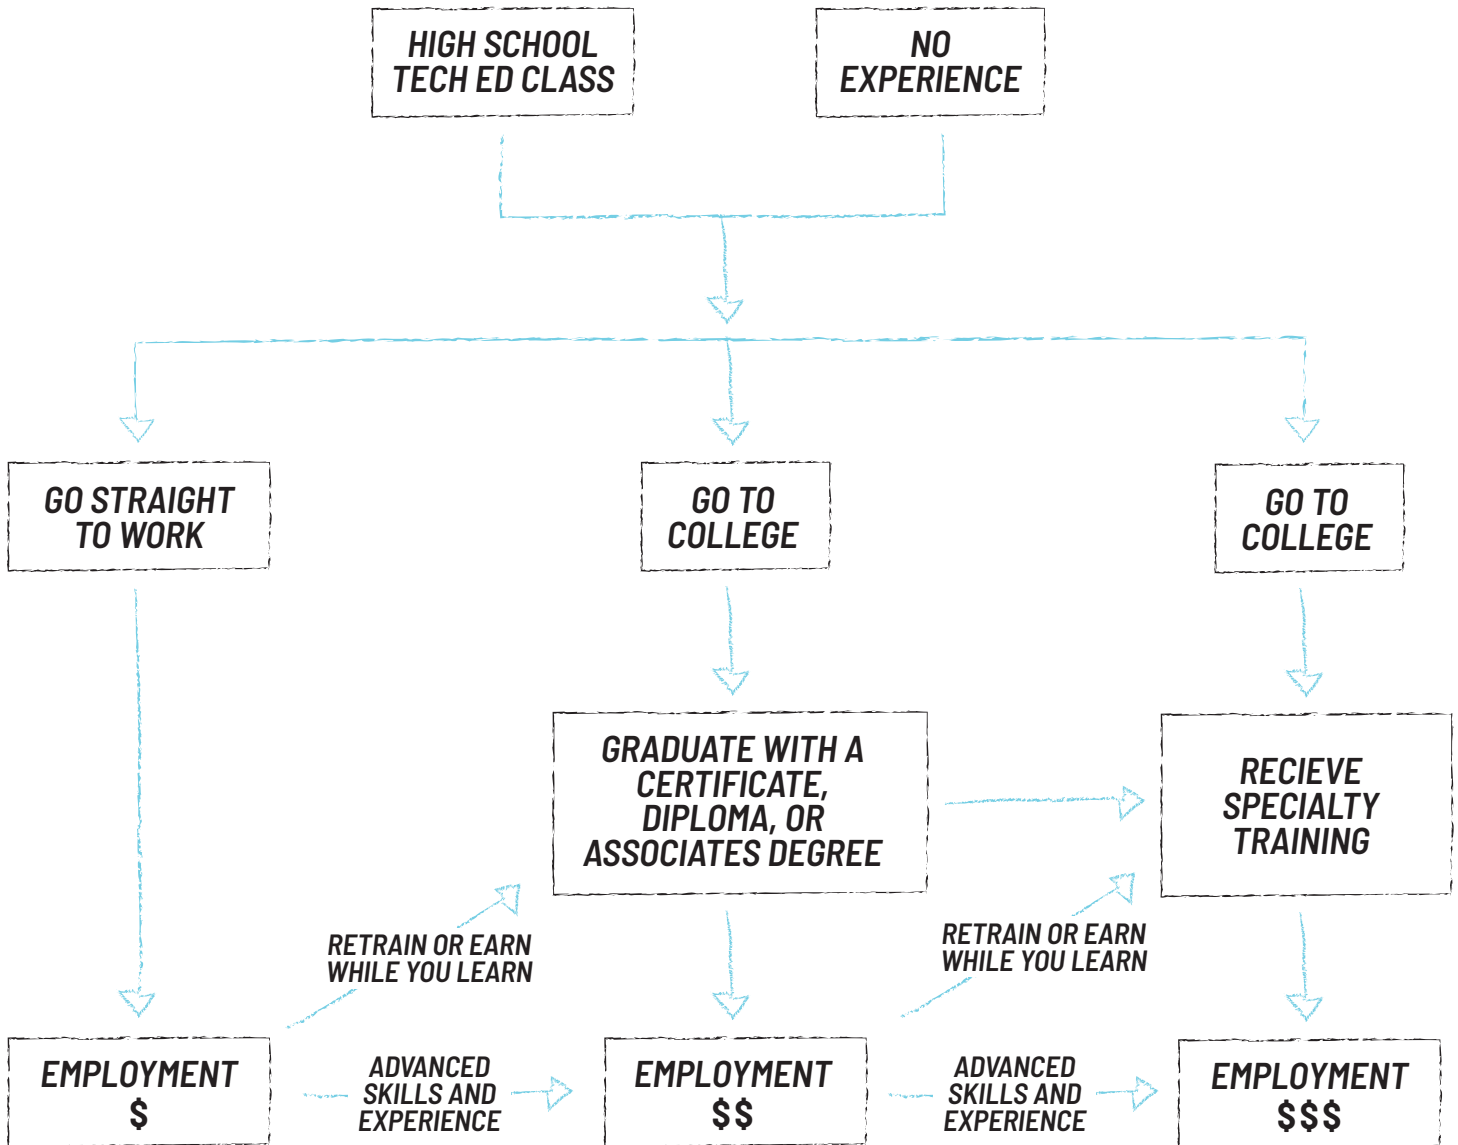 HIGH SCHOOL
TECH ED CLASS
NO
EXPERIENCE
GO STRAIGHT
TO WORK
GO TO
COLLEGE
GO TO
COLLEGE
GRADUATE WITH A
CERTIFICATE,
DIPLOMA, OR
ASSOCIATES DEGREE
RECIEVE
SPECIALTY
TRAINING
RETRAIN OR EARN
WHILE YOU LEARN
RETRAIN OR EARN
WHILE YOU LEARN
EMPLOYMENT
$
ADVANCED
SKILLS AND
EXPERIENCE
EMPLOYMENT
$$
ADVANCED
SKILLS AND
EXPERIENCE
EMPLOYMENT
$$$